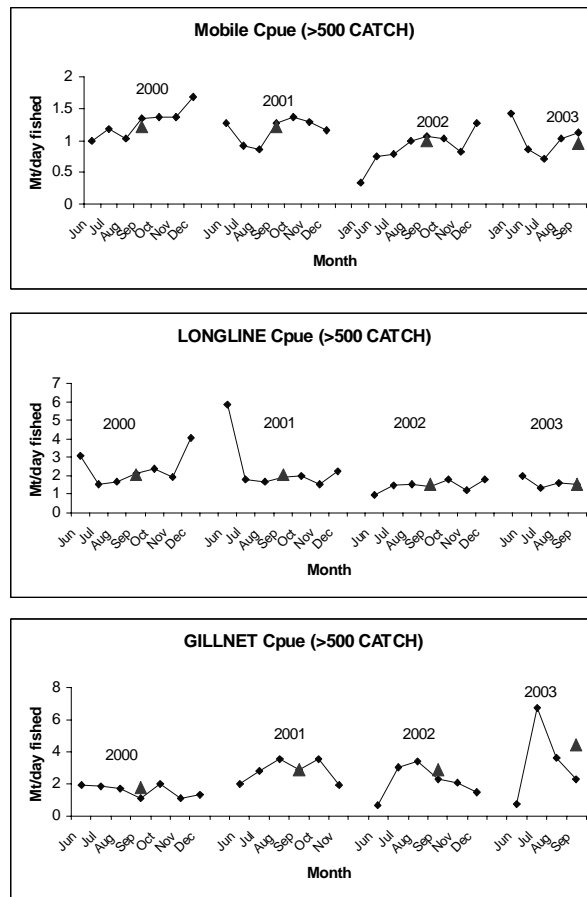 Mobile Cpue (>500 CATCH)
Mt/day fished
2
1.5
1
0.5
0
2000
2001
2002
2003
Jun Jul Aug Sep Oct Nov Dec Jun Jul Aug Sep Oct Nov Dec Jan Jun Jul Aug Sep Oct Nov Dec Jan Jun Jul Aug Sep
Month
LONGLINE Cpue (>500 CATCH)
Mt/day fished
7
6
5
4
3
2
1
0
2000
2001
2002
2003
Jun Jul Aug Sep Oct Nov Dec Jun Jul Aug Sep Oct Nov Dec Jun Jul Aug Sep Oct Nov Dec Jun Jul Aug Sep
Month
GILLNET Cpue (>500 CATCH)
Mt/day fished
8
6
4
2
0
2000
2001
2002
2003
Jun Jul Aug Sep Oct Nov Dec Jun Jul Aug Sep Oct Nov Jun Jul Aug Sep Oct Nov Dec Jun Jul Aug Sep
Month